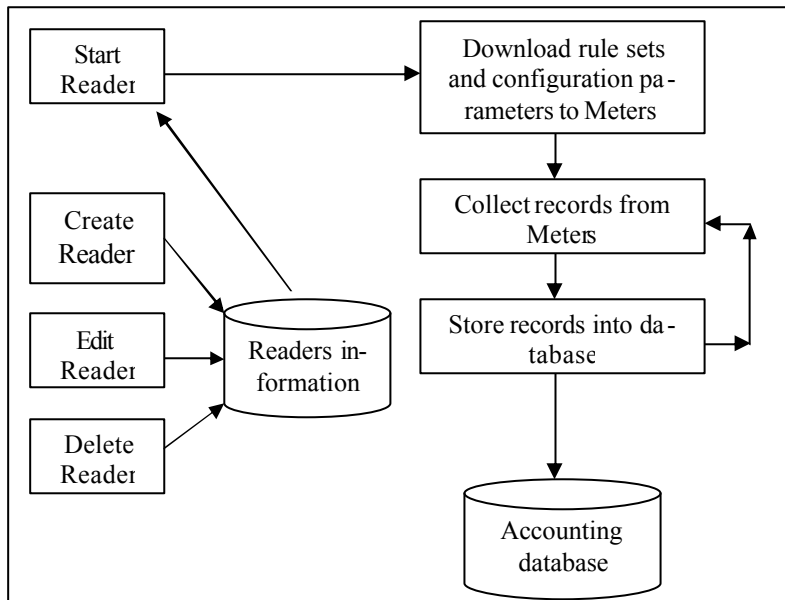 Start
Reader
Download rule sets
and configuration pa-
rameters to Meters
Create
Reader
Collect records from
Meters
Edit
Reader
Readers in-
formation
Store records into da-
tabase
Delete
Reader
Accounting
database